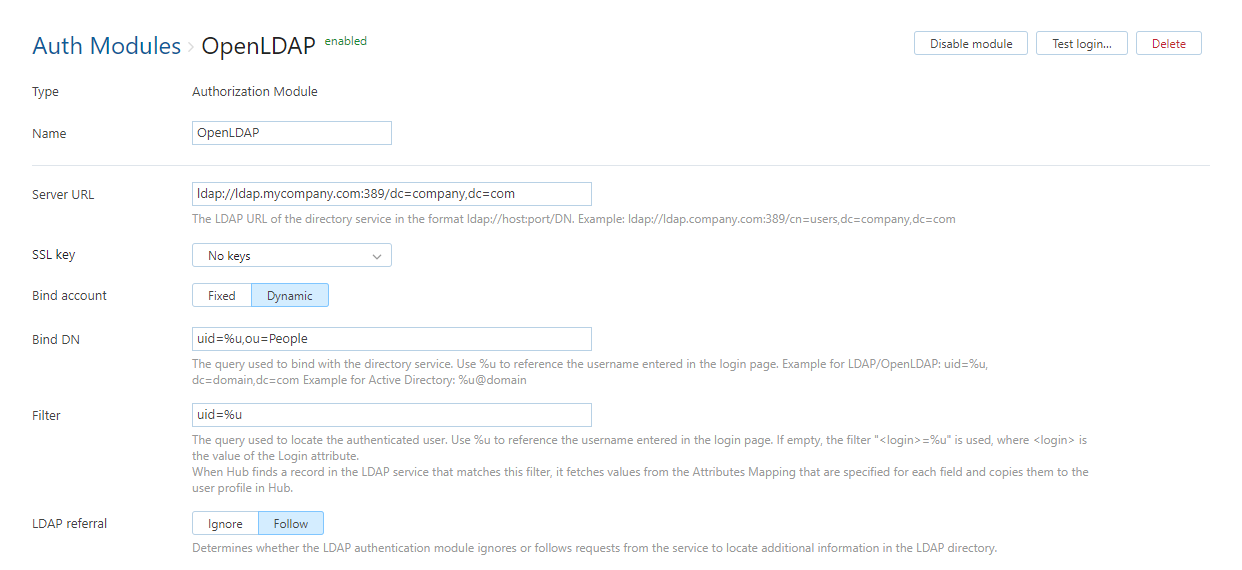 Auth Modules › OpenLDAP enabled
Disable module Test login... Delete
Type Authorization Module
Name OpenLDAP
Server URL ldap://ldap.mycompany.com:389/dc=company,dc=com
The LDAP URL of the directory service in the format ldap://host:port/DN. Example: ldap://ldap.company.com:389/cn=users,dc=company,dc=com
SSL key No keys
Bind account Fixed Dynamic
Bind DN uid=%u,ou=People
The query used to bind with the directory service. Use %u to reference the username entered in the login page. Example for LDAP/OpenLDAP: uid=%u,
dc=domain,dc=com Example for Active Directory: %u@domain
Filter uid=%u
The query used to locate the authenticated user. Use %u to reference the username entered in the login page. If empty, the filter "<login>=%u" is used, where <login> is
the value of the Login attribute.
When Hub finds a record in the LDAP service that matches this filter, it fetches values from the Attributes Mapping that are specified for each field and copies them to the
user profile in Hub.
LDAP referral Ignore Follow
Determines whether the LDAP authentication module ignores or follows requests from the service to locate additional information in the LDAP directory.